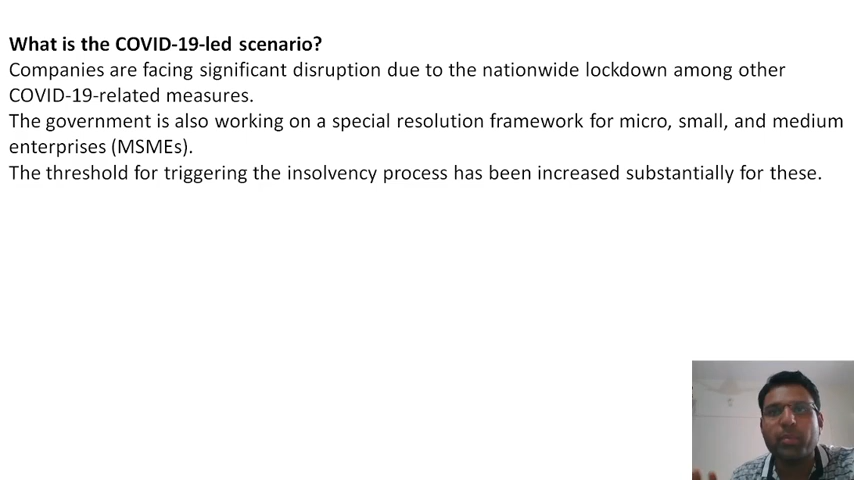 What is the COVID-19-led scenario?
Companies are facing significant disruption due to the nationwide lockdown among other
COVID-19-related measures.
The government is also working on a special resolution framework for micro, small, and medium
enterprises (MSMEs).
The threshold for triggering the insolvency process has been increased substantially for these.